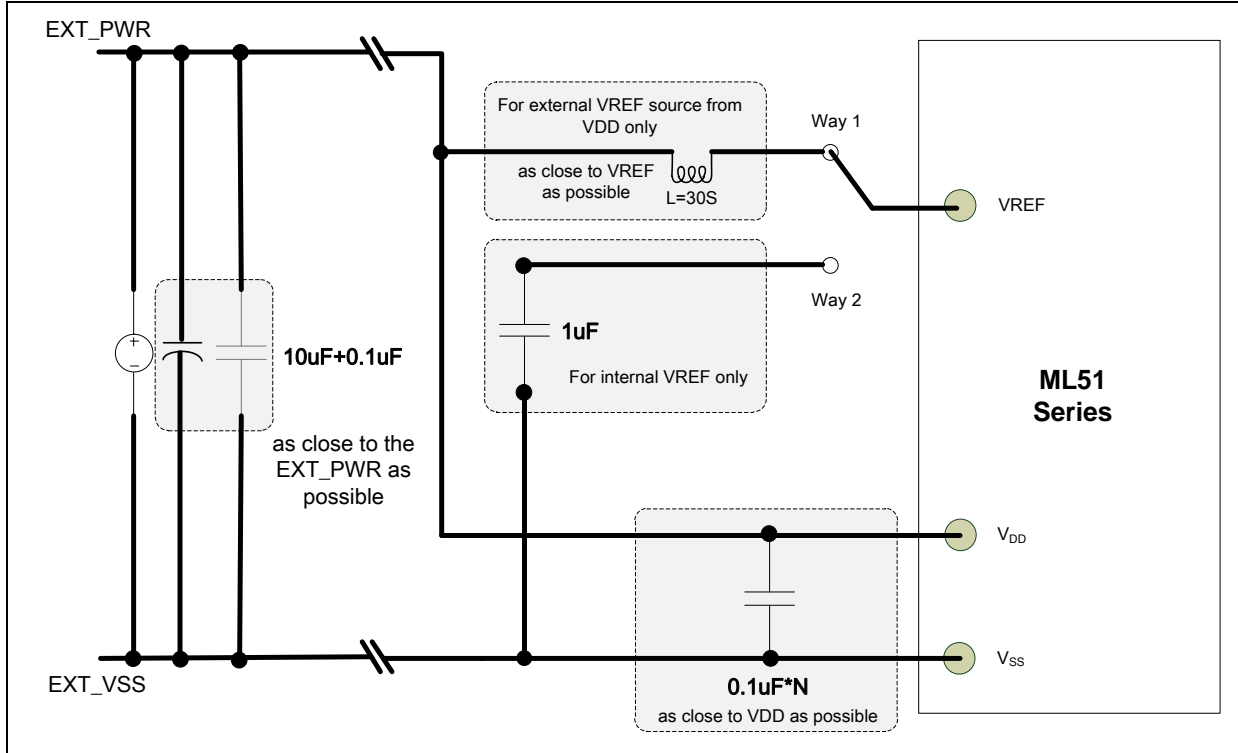 EXT_PWR
For external VREF source from
VDD only
as close to VREF
as possible
L=30S
Way 1
VREF
Way 2
1uF
For internal VREF only
+
−
10uF+0.1uF
as close to the
EXT_PWR as
possible
ML51
Series
VDD
VSS
EXT_VSS
0.1uF*N
as close to VDD as possible